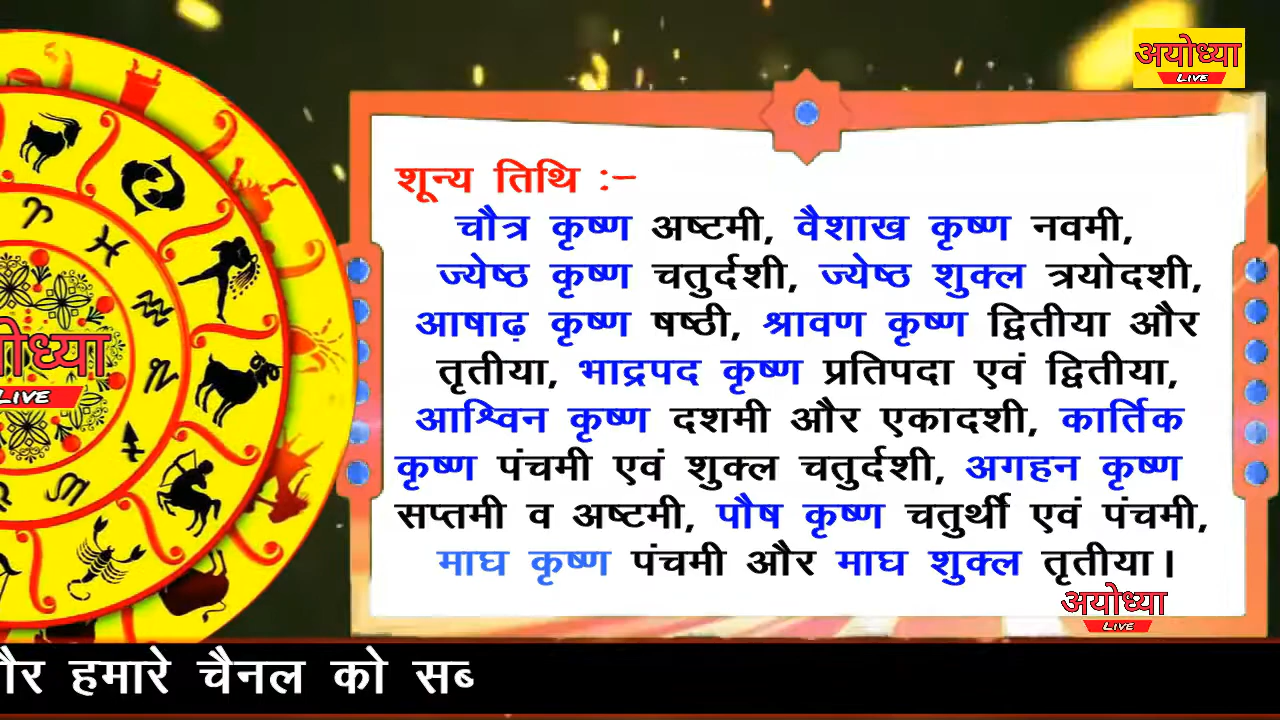 अयोध्या
LIVE
शून्य तिथि :–
चौत्र कृष्ण अष्टमी, वैशाख कृष्ण नवमी,
ज्येष्ठ कृष्ण चतुर्दशी, ज्येष्ठ शुक्ल त्रयोदशी,
आषाढ़ कृष्ण षष्ठी, श्रावण कृष्ण द्वितीया और
तृतीया, भाद्रपद कृष्ण प्रतिपदा एवं द्वितीया,
आश्विन कृष्ण दशमी और एकादशी, कार्तिक
कृष्ण पंचमी एवं शुक्ल चतुर्दशी, अगहन कृष्ण
सप्तमी व अष्टमी, पौष कृष्ण चतुर्थी एवं पंचमी,
माघ कृष्ण पंचमी और माघ शुक्ल तृतीया।
अयोध्या
LIVE
LIVE
हमारे चैनल को